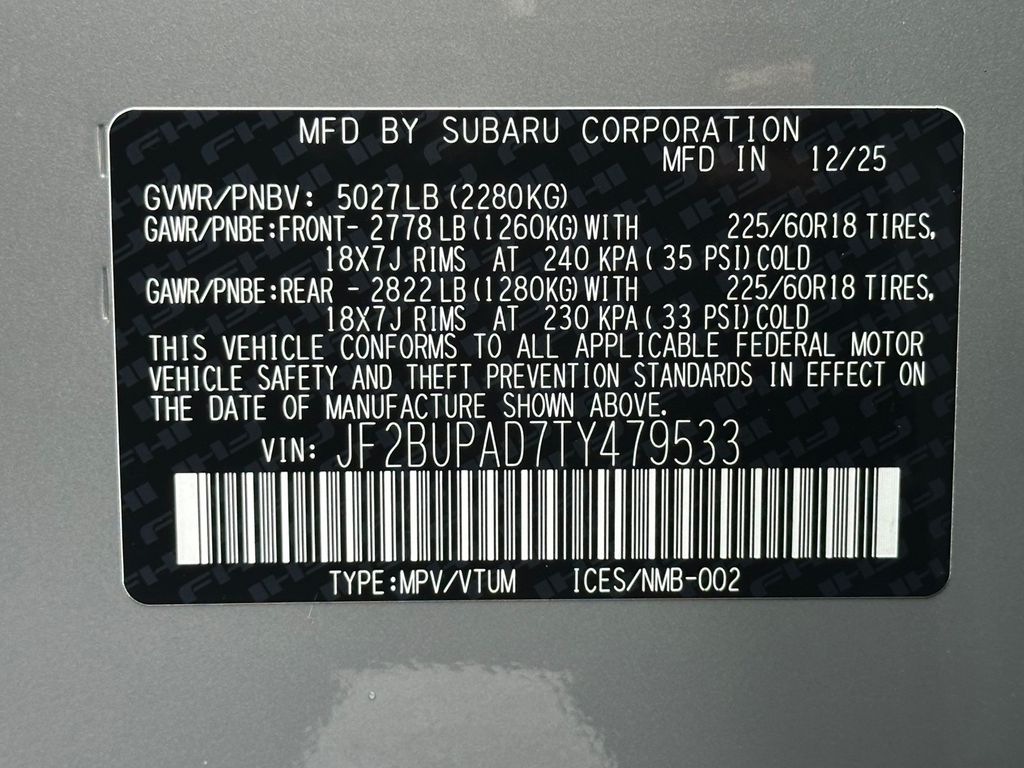 MFD BY SUBARU CORPORATION
MFD IN 12/25
GVWR/PNBV: 5027LB (2280KG)
GAWR/PNBE:FRONT- 2778 LB (1260KG) WITH 225/60R18 TIRES,
18X7J RIMS AT 240 KPA ( 35 PSI) COLD
GAWR/PNBE:REAR - 2822 LB (1280KG) WITH 225/60R18 TIRES,
18X7J RIMS AT 230 KPA ( 33 PSI) COLD
THIS VEHICLE CONFORMS TO ALL APPLICABLE FEDERAL MOTOR
VEHICLE SAFETY AND THEFT PREVENTION STANDARDS IN EFFECT ON
THE DATE OF MANUFACTURE SHOWN ABOVE.
VIN: JF2BUPAD7TY479533
TYPE:MPV/VTUM ICES/NMB-002